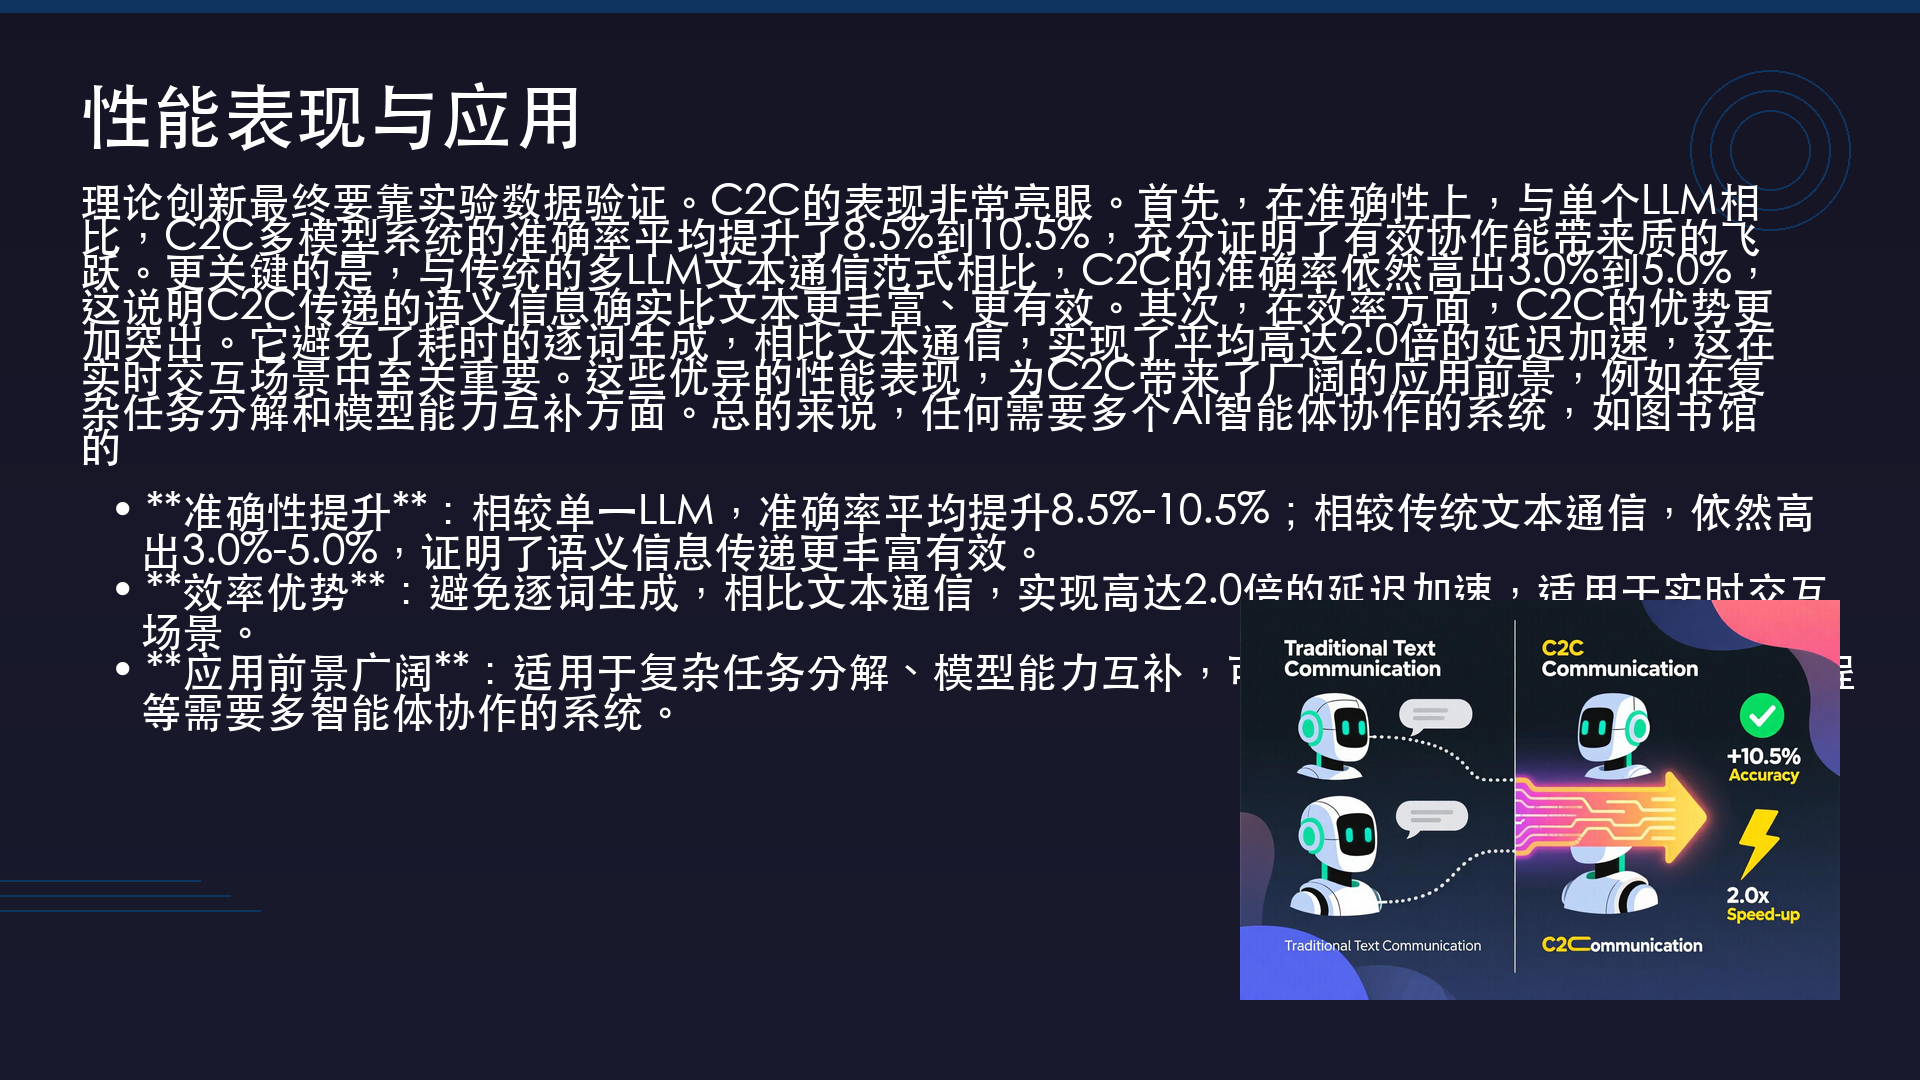 性能表现与应用
理论创新最终要靠实验数据验证。C2C的表现非常亮眼。首先，在准确性上，与单个LLM相
比，C2C多模型系统的准确率平均提升了8.5%到10.5%，充分证明了有效协作能带来质的飞
跃。更关键的是，与传统的多LLM文本通信范式相比，C2C的准确率依然高出3.0%到5.0%，
这说明C2C传递的语义信息确实比文本更丰富、更有效。其次，在效率方面，C2C的优势更
加突出。它避免了耗时的逐词生成，相比文本通信，实现了平均高达2.0倍的延迟加速，这在
实时交互场景中至关重要。这些优异的性能表现，为C2C带来了广阔的应用前景，例如在复
杂任务分解和模型能力互补方面。总的来说，任何需要多个AI智能体协作的系统，如图书馆
的
• **准确性提升**：相较单一LLM，准确率平均提升8.5%-10.5%；相较传统文本通信，依然高
出3.0%-5.0%，证明了语义信息传递更丰富有效。
• **效率优势**：避免逐词生成，相比文本通信，实现高达2.0倍的延迟加速，适用于实时交互
场景。
• **应用前景广阔**：适用于复杂任务分解、模型能力互补，
等需要多智能体协作的系统。
Traditional Text
Communication
C2C
Communication
+10.5%
Accuracy
2.0x
Speed-up
Traditional Text Communication
C2Communication